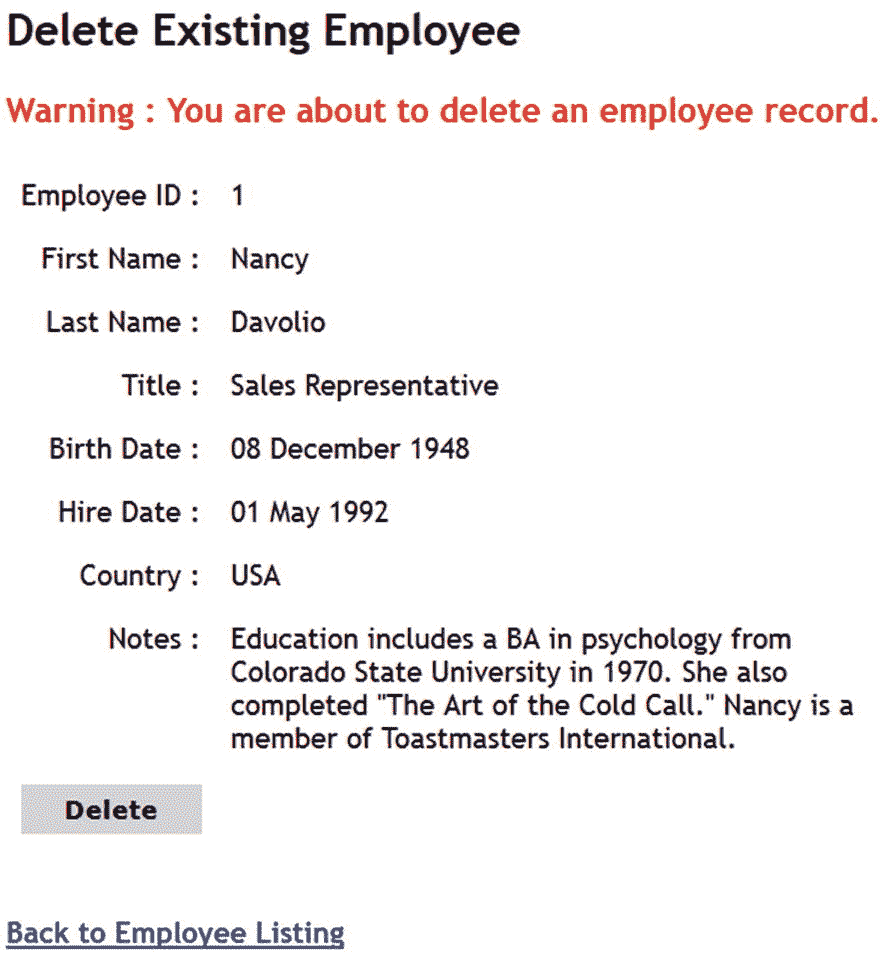 Delete Existing Employee
Warning : You are about to delete an employee record.
Employee ID : 1
First Name : Nancy
Last Name : Davolio
Title : Sales Representative
Birth Date : 08 December 1948
Hire Date : 01 May 1992
Country : USA
Notes : Education includes a BA in psychology from
Colorado State University in 1970. She also
completed "The Art of the Cold Call." Nancy is a
member of Toastmasters International.
Delete
Back to Employee Listing